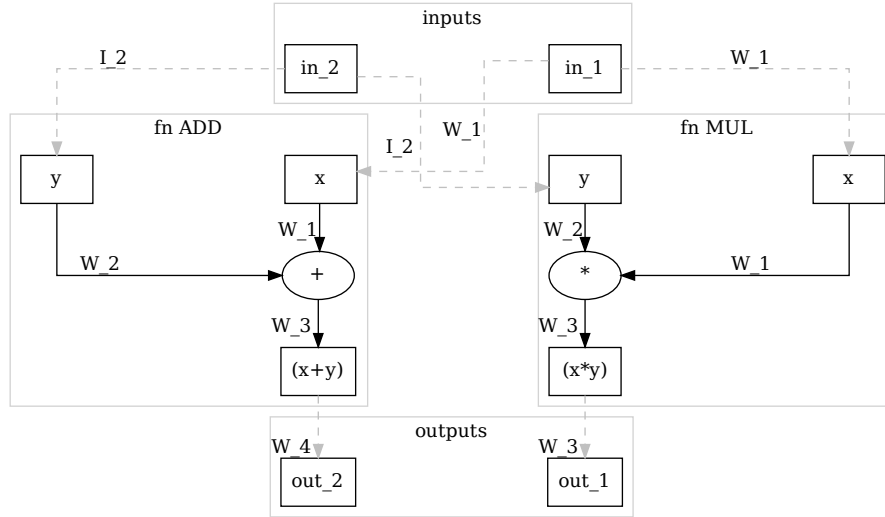 inputs
I_2
in_2
in_1
W_1
W_1
I_2
fn ADD
fn MUL
y
x
y
x
W_1
W_2
W_2
+
*
W_1
W_3
W_3
(x+y)
(x*y)
outputs
W_4
W_3
out_2
out_1